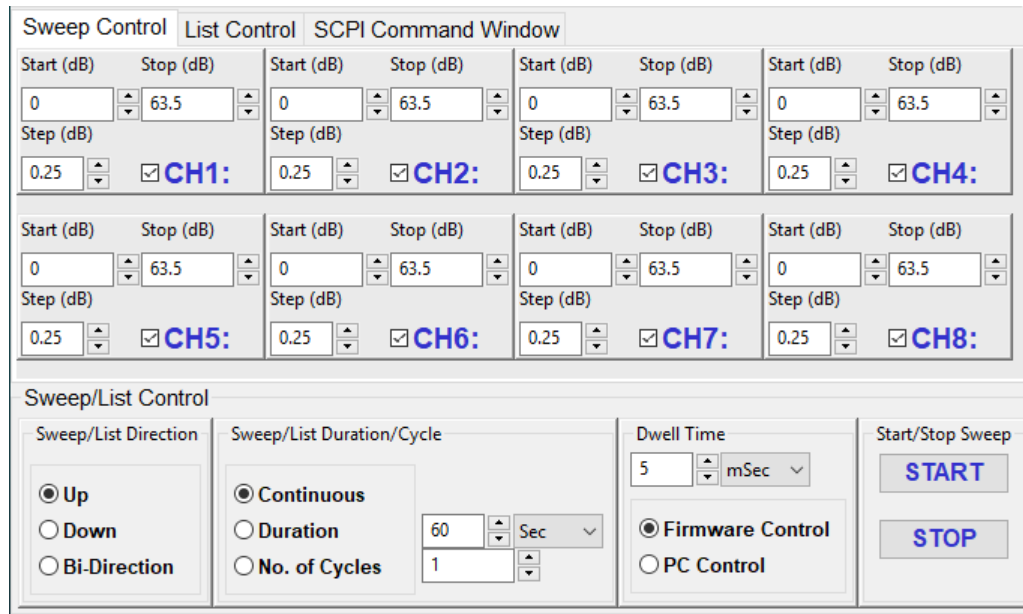 Sweep Control List Control SCPI Command Window
Start (dB) Stop (dB) Start (dB) Stop (dB) Start (dB) Stop (dB) Start (dB) Stop (dB)
0 63.5 0 63.5 0 63.5 0 63.5
Step (dB) Step (dB) Step (dB) Step (dB)
0.25 CH1: 0.25 CH2: 0.25 CH3: 0.25 CH4:
Start (dB) Stop (dB) Start (dB) Stop (dB) Start (dB) Stop (dB) Start (dB) Stop (dB)
0 63.5 0 63.5 0 63.5 0 63.5
Step (dB) Step (dB) Step (dB) Step (dB)
0.25 CH5: 0.25 CH6: 0.25 CH7: 0.25 CH8:
Sweep/List Control
Sweep/List Direction Sweep/List Duration/Cycle Dwell Time Start/Stop Sweep
5 mSec START
Up Continuous
Down Duration 60 Sec Firmware Control STOP
Bi-Direction No. of Cycles 1 PC Control